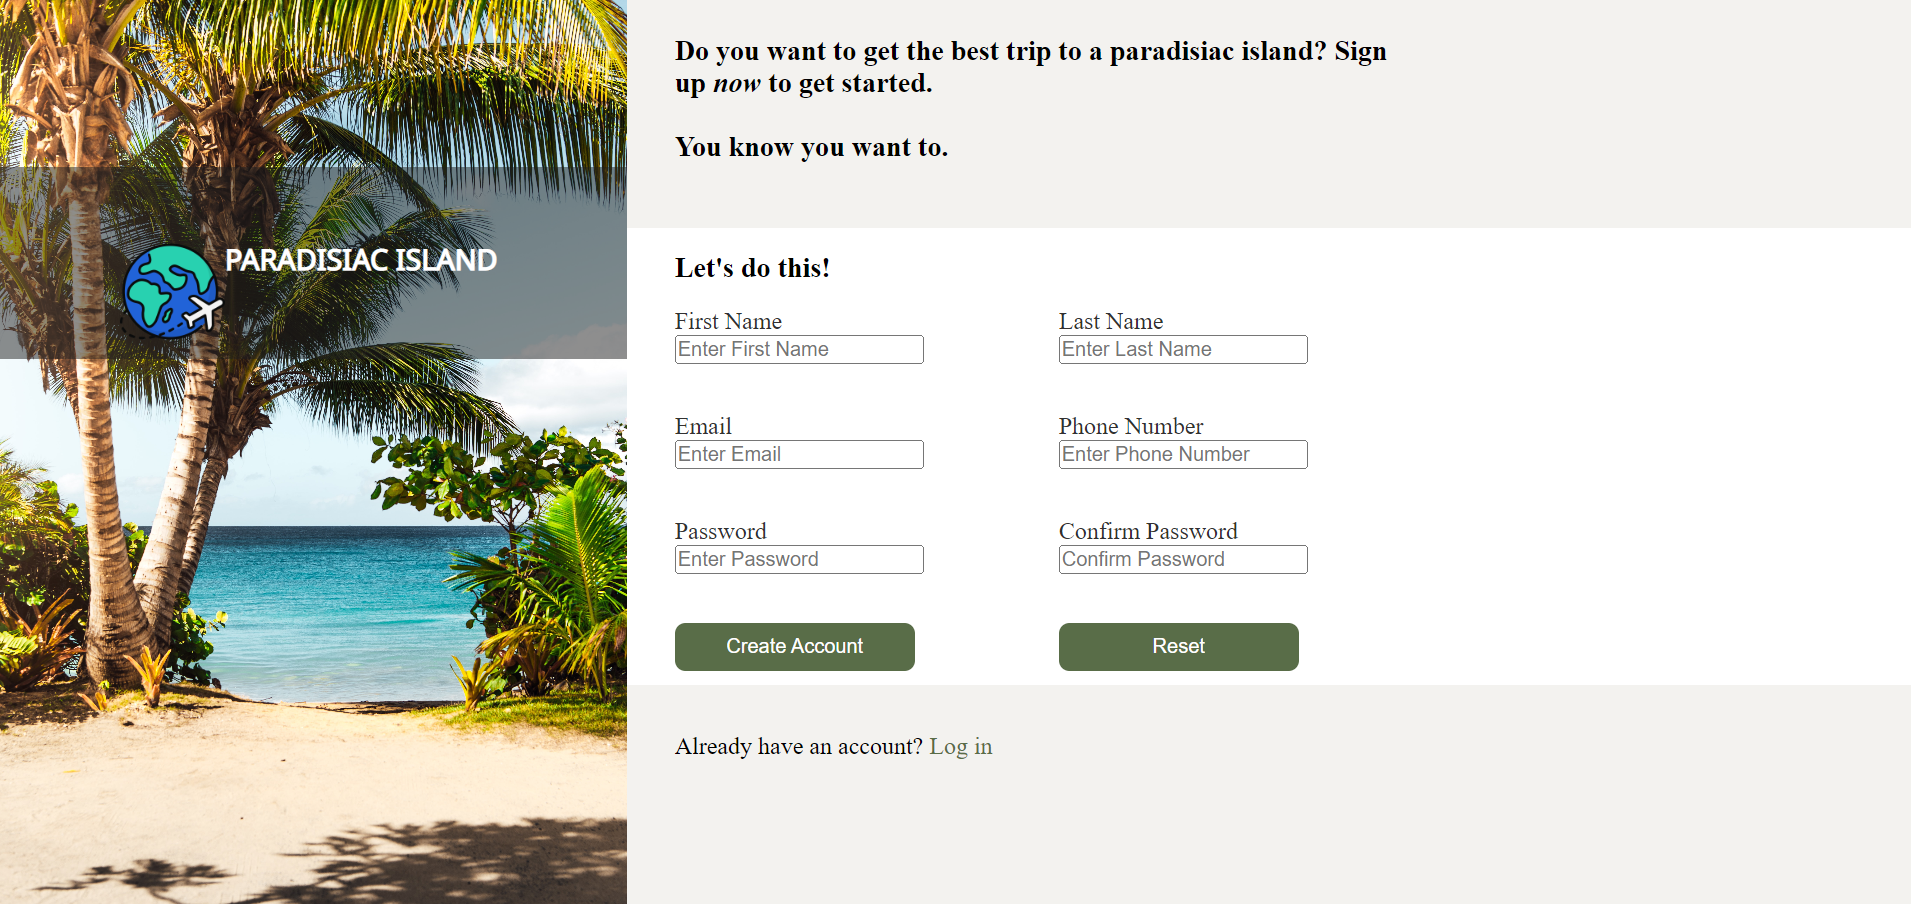 PARADISIAC ISLAND
Do you want to get the best trip to a paradisiac island? Sign
up now to get started.
You know you want to.
Let's do this!
First Name
Enter First Name
Last Name
Enter Last Name
Email
Enter Email
Phone Number
Enter Phone Number
Password
Enter Password
Confirm Password
Confirm Password
Create Account
Reset
Already have an account? Log in